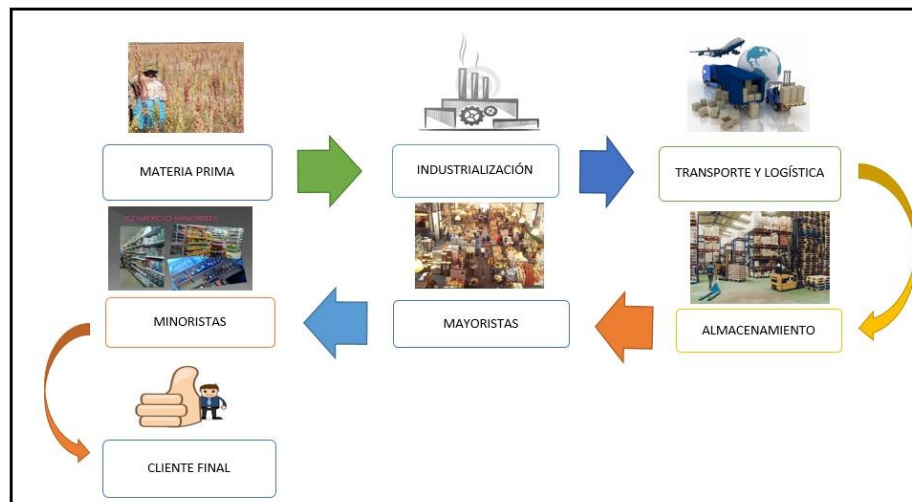 MATERIA PRIMA
INDUSTRIALIZACIÓN
TRANSPORTE Y LOGÍSTICA
COMERCIO MINORISTA
MINORISTAS
MAYORISTAS
ALMACENAMIENTO
CLIENTE FINAL